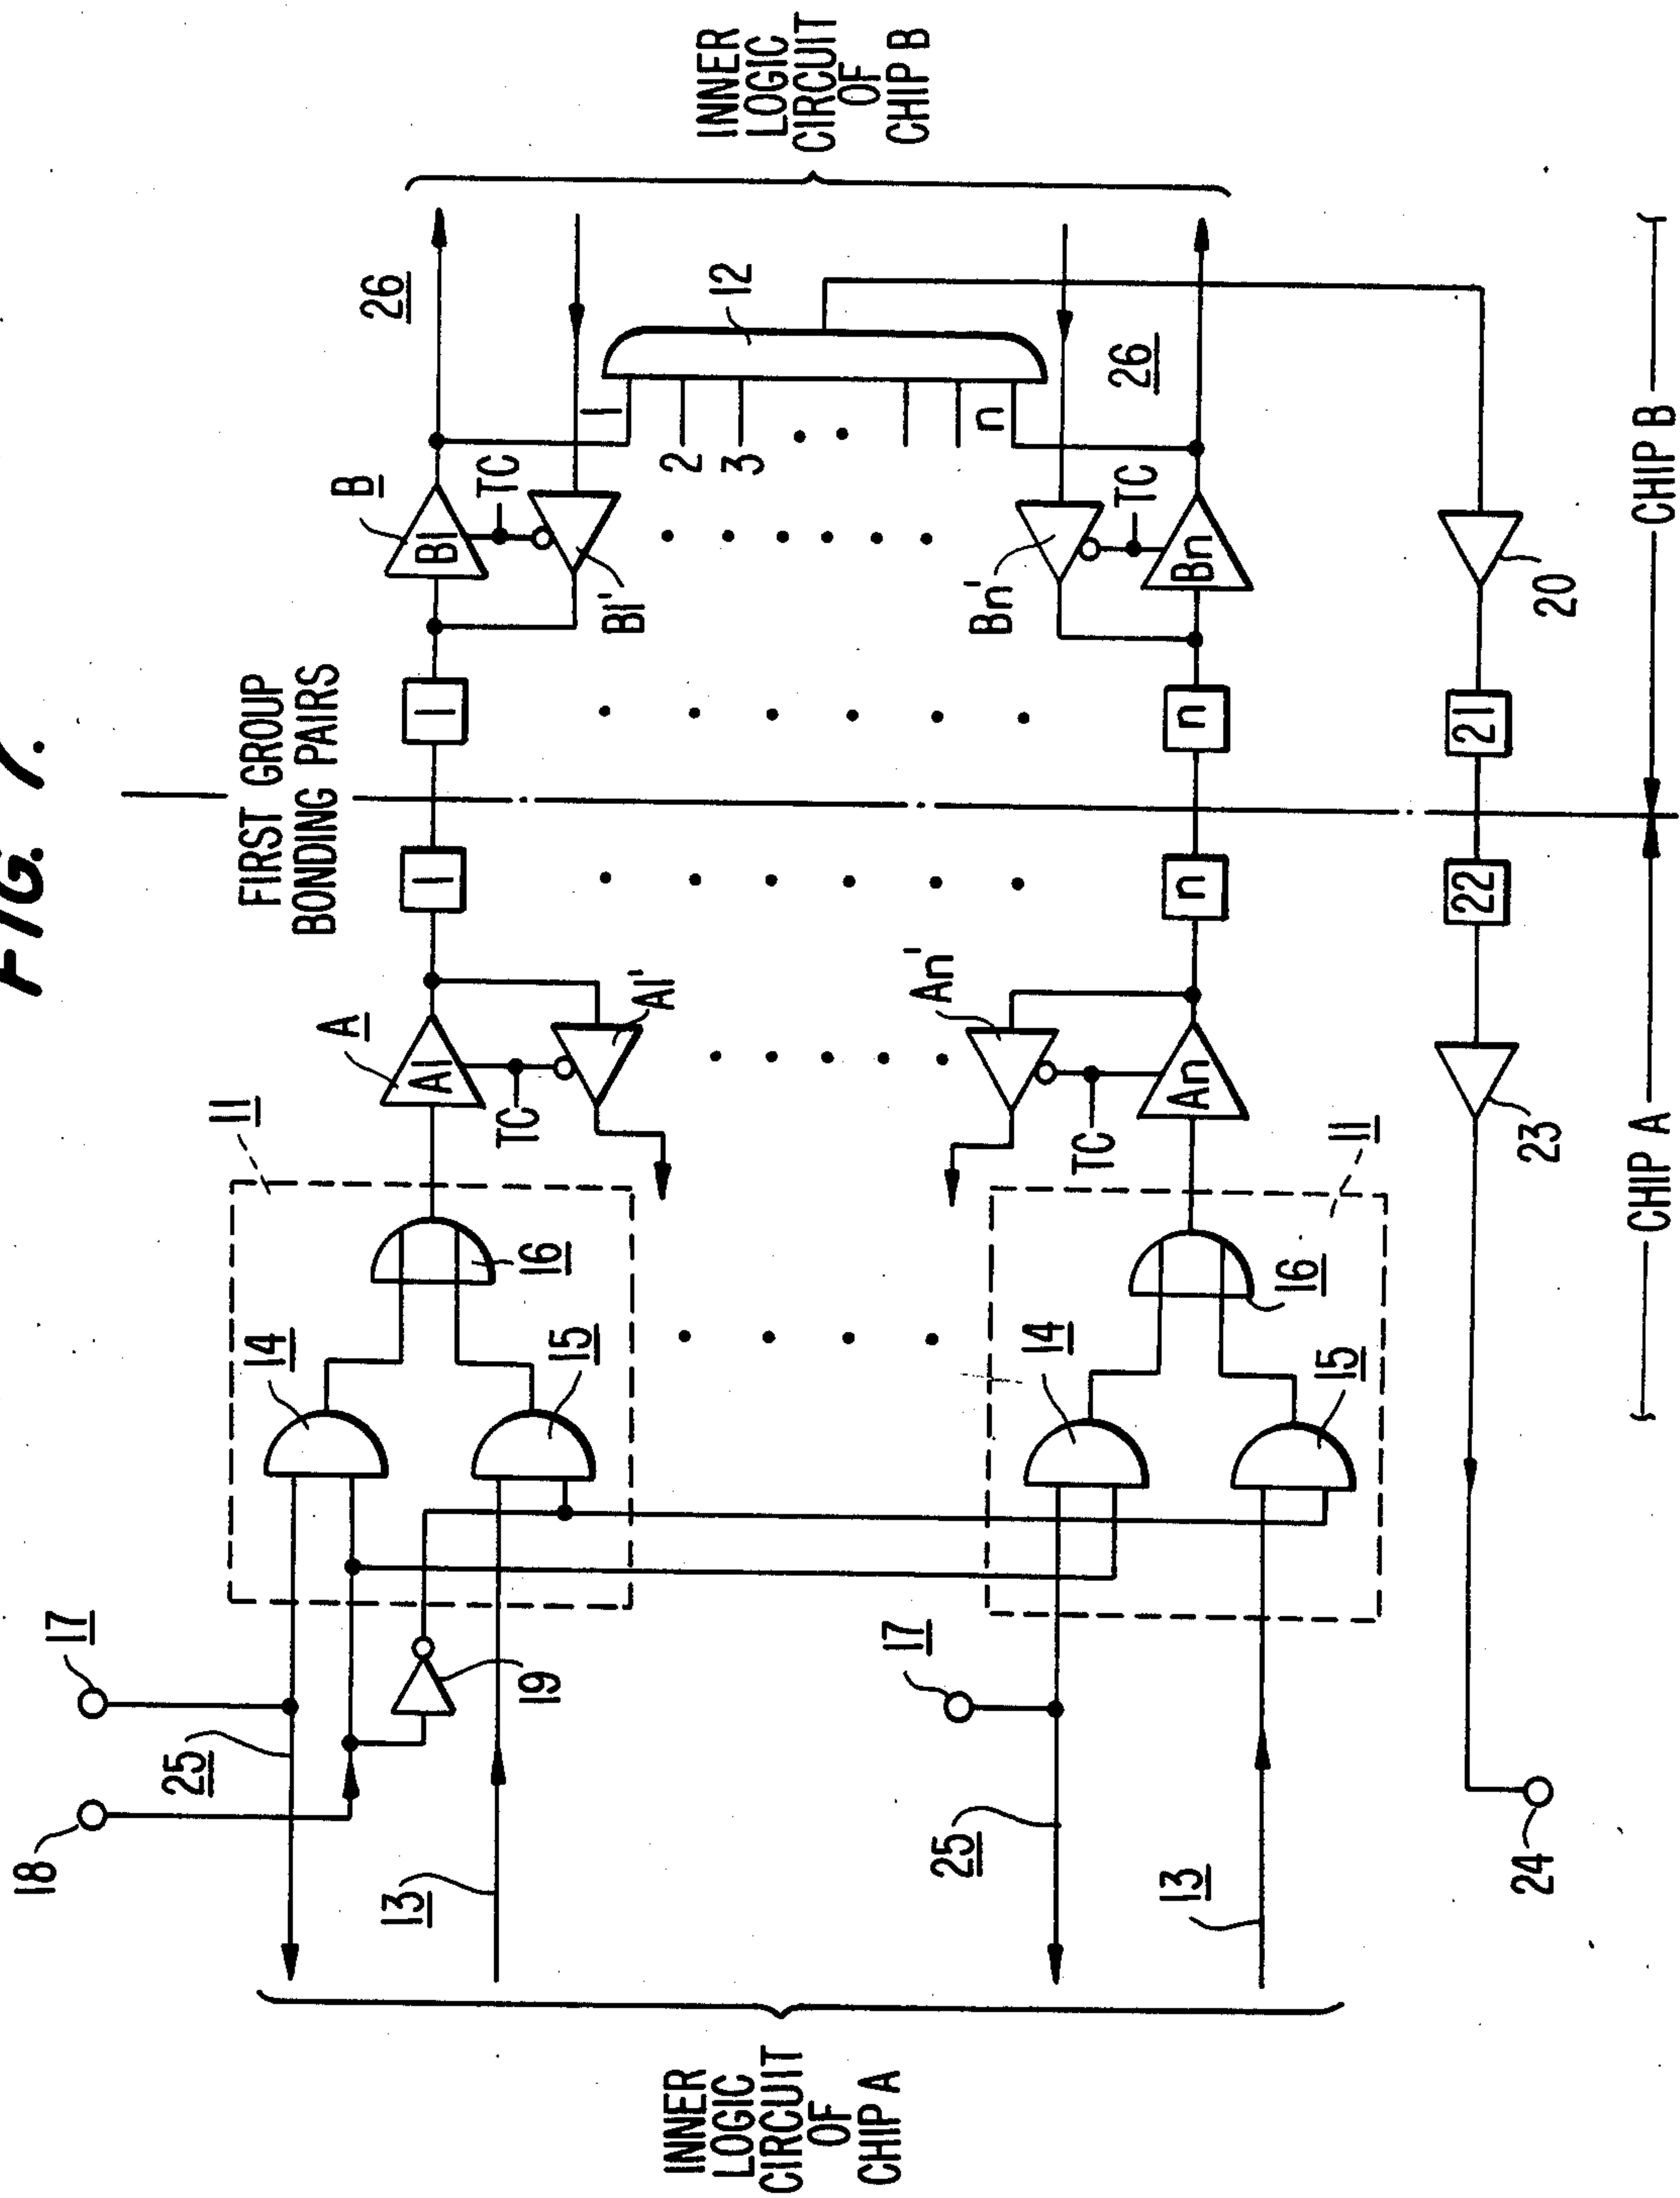 FIG. 7.
FIRST GROUP
BONDING PAIRS
INNER
LOGIC
CIRCUIT
OF
CHIP A
INNER
LOGIC
CIRCUIT
OF
CHIP B
18
17
25
13
19
11
14
15
16
A
A1
TC
A1'
1
1
B
B1
TC
B1'
26
1
2
3
n
12
17
25
13
14
15
16
11
An'
TC
An
n
n
Bn'
TC
Bn
26
24
23
22
21
20
CHIP A
CHIP B